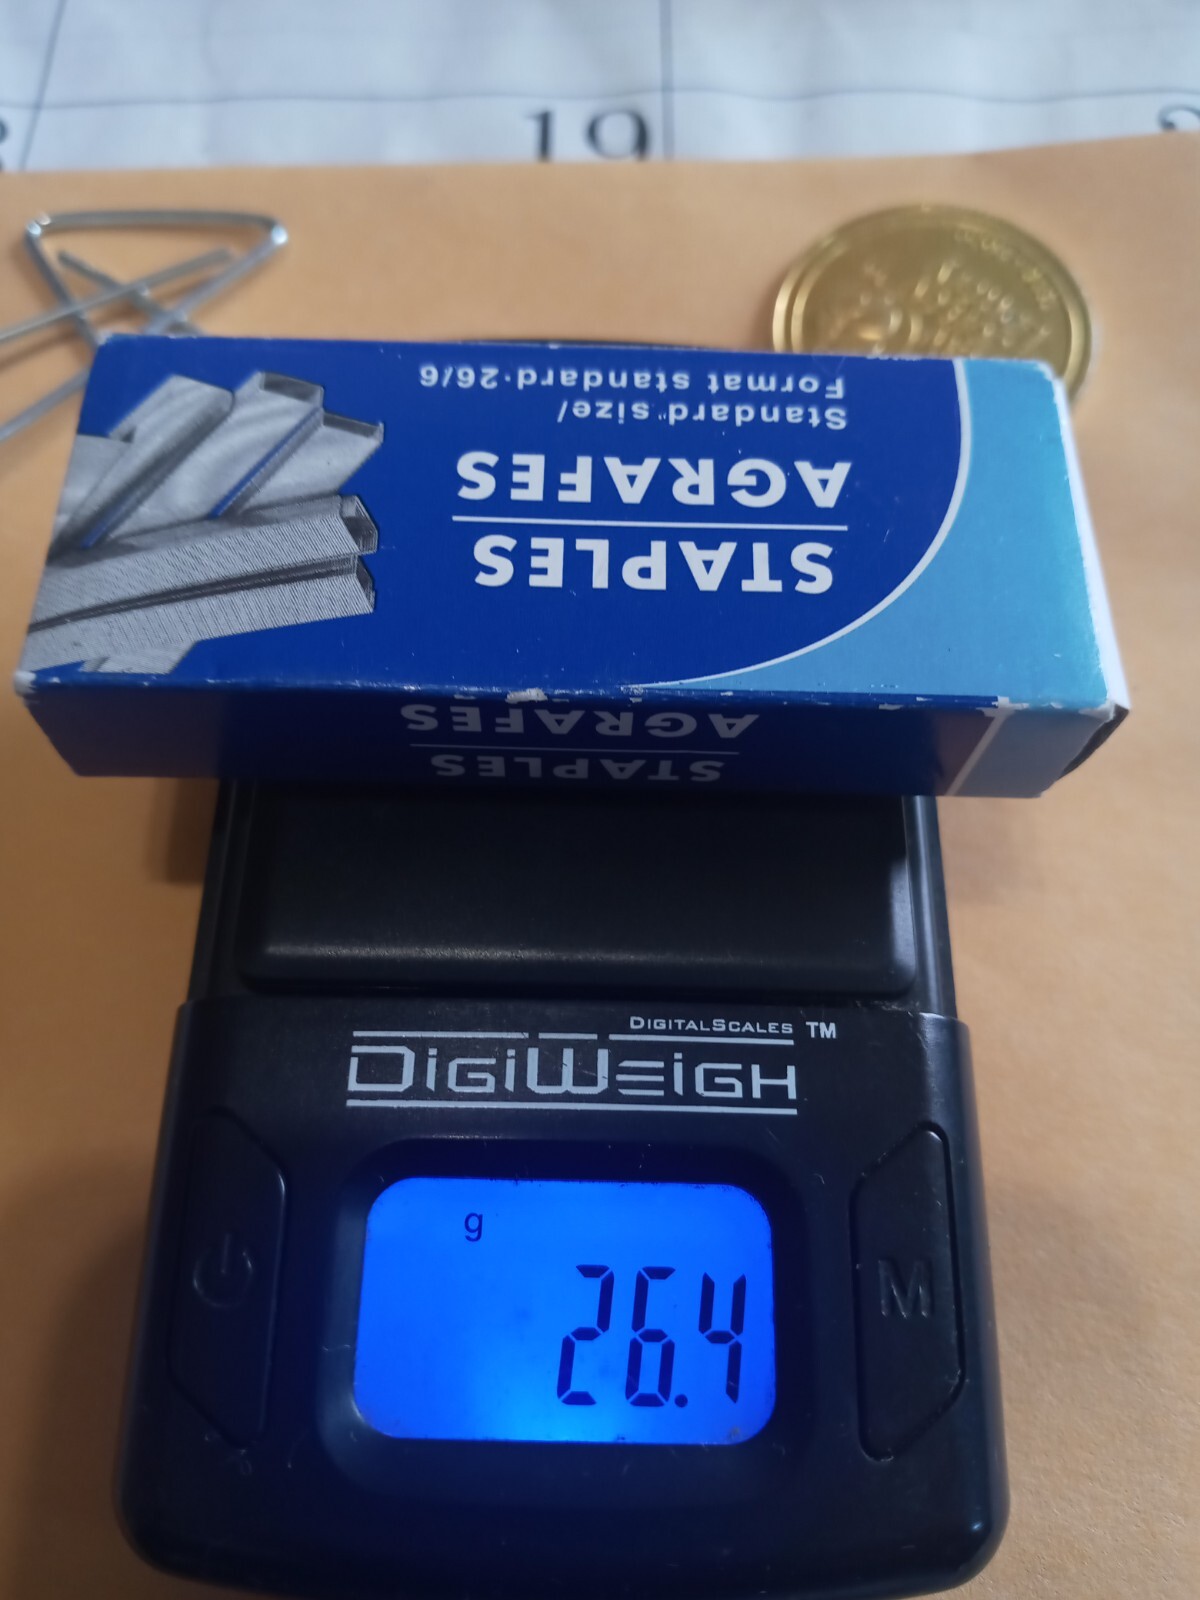 19
Standard size/
Format standard 26/6
STAPLES
AGRAFES
STAPLES
AGRAFES
DIGITALSCALES ™
DIGIWEIGH
g
26.4
M